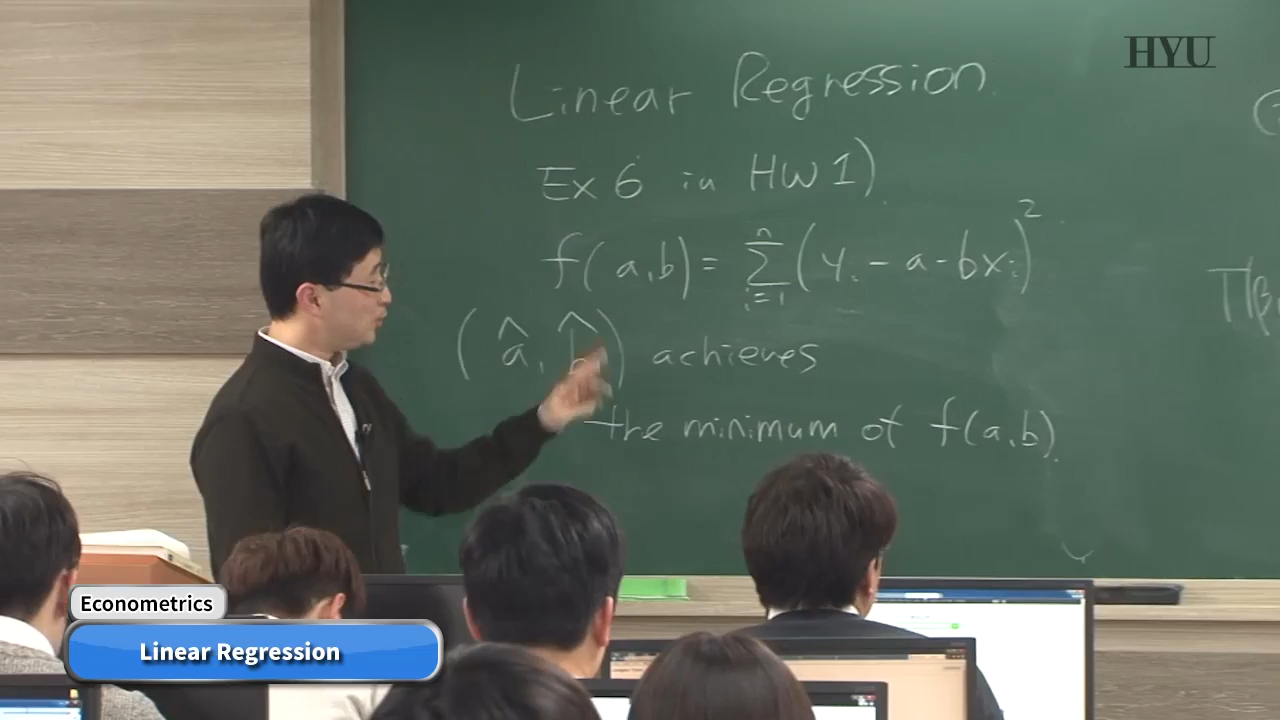 HYU
Linear Regression
Ex 6 in HW 1)
f(a,b) = ∑_{i=1}^{n} (y_i - a - bx_i)^2
(â, b̂) achieves
the minimum of f(a,b).
Econometrics
Linear Regression